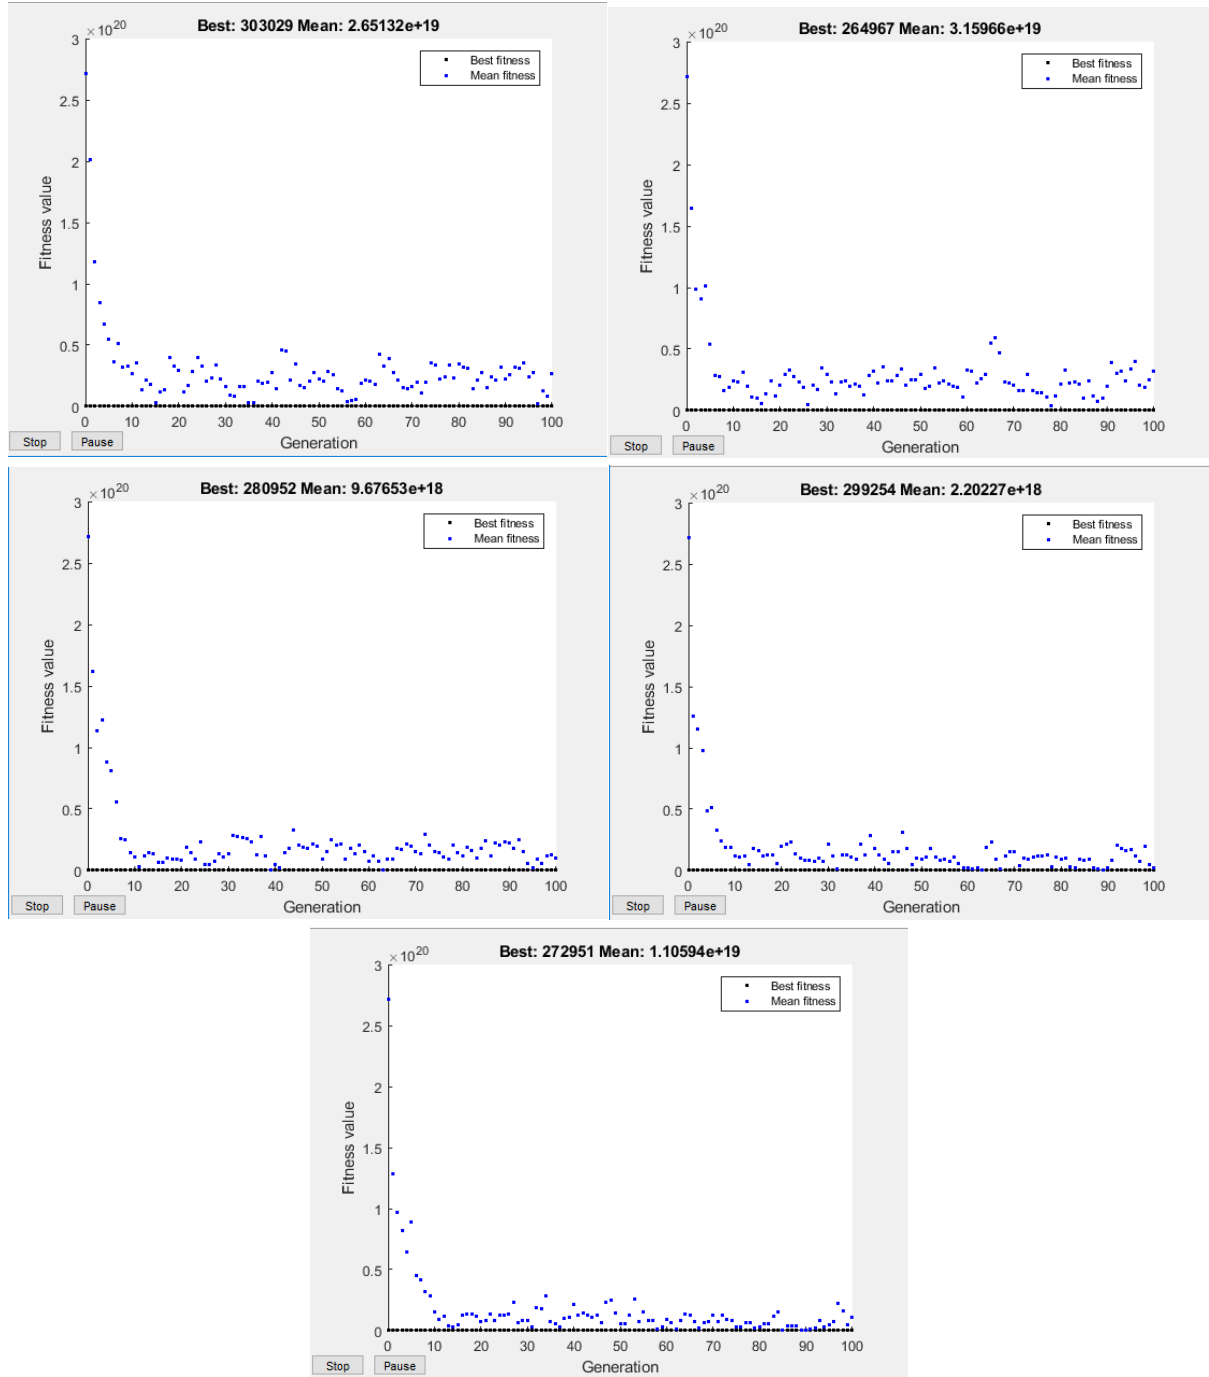 Best: 303029 Mean: 2.65132e+19
×10^20
3
2.5
2
1.5
1
0.5
0
Fitness value
Best fitness
Mean fitness
0 10 20 30 40 50 60 70 80 90 100
Generation
Stop Pause
Best: 264967 Mean: 3.15966e+19
×10^20
3
2.5
2
1.5
1
0.5
0
Fitness value
Best fitness
Mean fitness
0 10 20 30 40 50 60 70 80 90 100
Generation
Stop Pause
Best: 280952 Mean: 9.67653e+18
×10^20
3
2.5
2
1.5
1
0.5
0
Fitness value
Best fitness
Mean fitness
0 10 20 30 40 50 60 70 80 90 100
Generation
Stop Pause
Best: 299254 Mean: 2.20227e+18
×10^20
3
2.5
2
1.5
1
0.5
0
Fitness value
Best fitness
Mean fitness
0 10 20 30 40 50 60 70 80 90 100
Generation
Stop Pause
Best: 272951 Mean: 1.10594e+19
×10^20
3
2.5
2
1.5
1
0.5
0
Fitness value
Best fitness
Mean fitness
0 10 20 30 40 50 60 70 80 90 100
Generation
Stop Pause